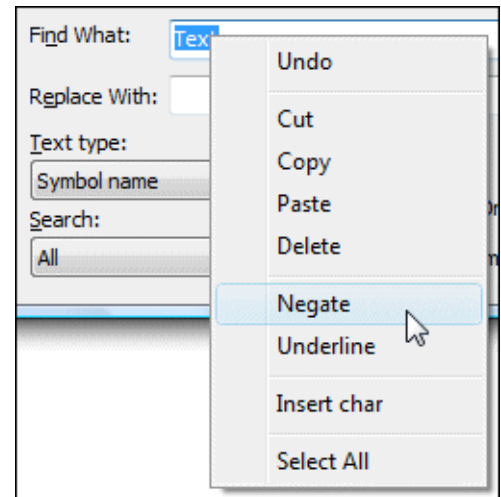 Find What:
Text
Replace With:
Text type:
Symbol name
Search:
All
Undo
Cut
Copy
Paste
Delete
Negate
Underline
Insert char
Select All